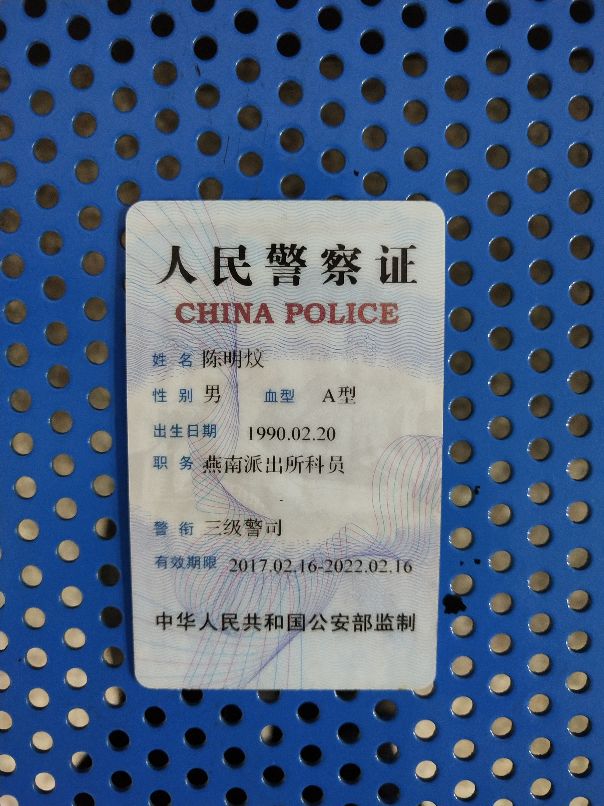 人民警察证
CHINA POLICE
姓名 陈明炆
性别 男 血型 A型
出生日期 1990.02.20
职务 燕南派出所科员
警衔 三级警司
有效期限 2017.02.16-2022.02.16
中华人民共和国公安部监制